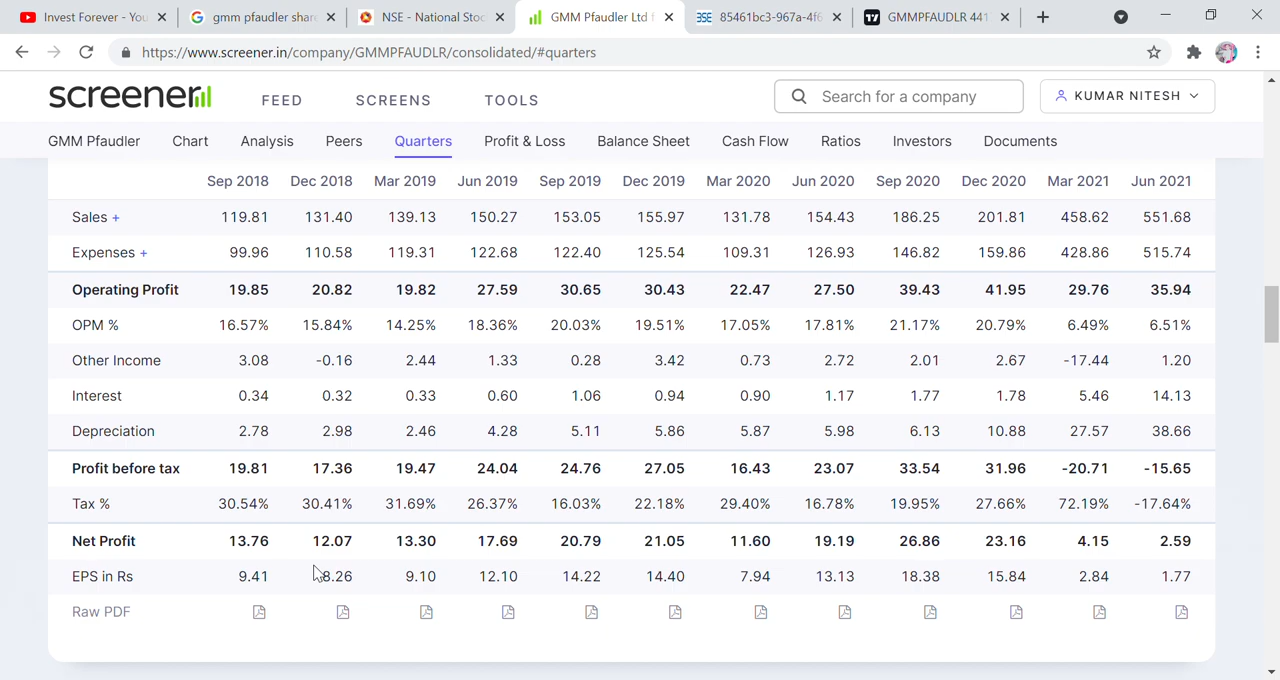 Invest Forever - You
gmm pfaudler share
NSE - National Stoc
GMM Pfaudler Ltd f
85461bc3-967a-4f6
GMMPFAUDLR 441
https://www.screener.in/company/GMMPFAUDLR/consolidated/#quarters
screener
FEED SCREENS TOOLS
Search for a company
KUMAR NITESH
GMM Pfaudler Chart Analysis Peers Quarters Profit & Loss Balance Sheet Cash Flow Ratios Investors Documents
Sep 2018 Dec 2018 Mar 2019 Jun 2019 Sep 2019 Dec 2019 Mar 2020 Jun 2020 Sep 2020 Dec 2020 Mar 2021 Jun 2021
Sales + 119.81 131.40 139.13 150.27 153.05 155.97 131.78 154.43 186.25 201.81 458.62 551.68
Expenses + 99.96 110.58 119.31 122.68 122.40 125.54 109.31 126.93 146.82 159.86 428.86 515.74
Operating Profit 19.85 20.82 19.82 27.59 30.65 30.43 22.47 27.50 39.43 41.95 29.76 35.94
OPM % 16.57% 15.84% 14.25% 18.36% 20.03% 19.51% 17.05% 17.81% 21.17% 20.79% 6.49% 6.51%
Other Income 3.08 -0.16 2.44 1.33 0.28 3.42 0.73 2.72 2.01 2.67 -17.44 1.20
Interest 0.34 0.32 0.33 0.60 1.06 0.94 0.90 1.17 1.77 1.78 5.46 14.13
Depreciation 2.78 2.98 2.46 4.28 5.11 5.86 5.87 5.98 6.13 10.88 27.57 38.66
Profit before tax 19.81 17.36 19.47 24.04 24.76 27.05 16.43 23.07 33.54 31.96 -20.71 -15.65
Tax % 30.54% 30.41% 31.69% 26.37% 16.03% 22.18% 29.40% 16.78% 19.95% 27.66% 72.19% -17.64%
Net Profit 13.76 12.07 13.30 17.69 20.79 21.05 11.60 19.19 26.86 23.16 4.15 2.59
EPS in Rs 9.41 8.26 9.10 12.10 14.22 14.40 7.94 13.13 18.38 15.84 2.84 1.77
Raw PDF